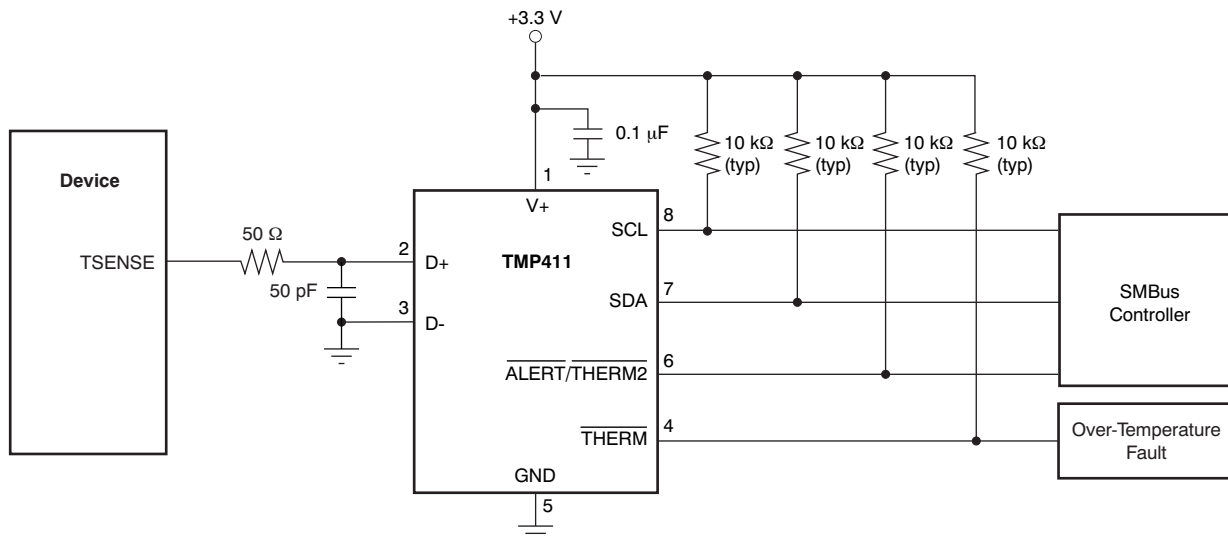 +3.3 V
0.1 μF
10 kΩ
(typ)
10 kΩ
(typ)
10 kΩ
(typ)
10 kΩ
(typ)
Device
TSENSE
50 Ω
50 pF
1
V+
2
D+
3
D-
TMP411
SCL
8
SDA
7
ALERT/THERM2
6
THERM
4
GND
5
SMBus
Controller
Over-Temperature
Fault